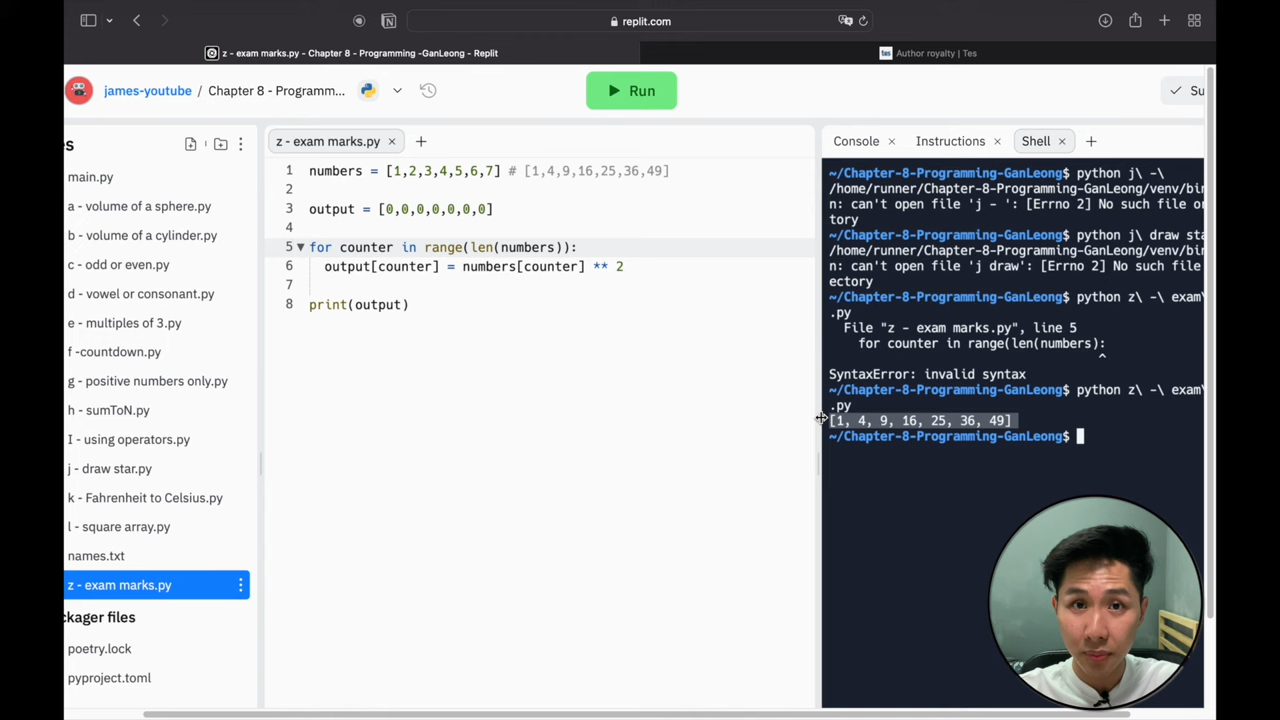 replit.com
z - exam marks.py - Chapter 8 - Programming -GanLeong - Replit
tes Author royalty | Tes
james-youtube / Chapter 8 - Programm...
Run
Su
es
main.py
a - volume of a sphere.py
b - volume of a cylinder.py
c - odd or even.py
d - vowel or consonant.py
e - multiples of 3.py
f -countdown.py
g - positive numbers only.py
h - sumToN.py
I - using operators.py
j - draw star.py
k - Fahrenheit to Celsius.py
l - square array.py
names.txt
z - exam marks.py
ckager files
poetry.lock
pyproject.toml
z - exam marks.py
1 numbers = [1,2,3,4,5,6,7] # [1,4,9,16,25,36,49]
2
3 output = [0,0,0,0,0,0,0]
4
5 for counter in range(len(numbers)):
6 output[counter] = numbers[counter] ** 2
7
8 print(output)
Console Instructions Shell
~/Chapter-8-Programming-GanLeong$ python j\ -\
/home/runner/Chapter-8-Programming-GanLeong/venv/bin
n: can't open file 'j - ': [Errno 2] No such file or
tory
~/Chapter-8-Programming-GanLeong$ python j\ draw sta
/home/runner/Chapter-8-Programming-GanLeong/venv/bin
n: can't open file 'j draw': [Errno 2] No such file
ectory
~/Chapter-8-Programming-GanLeong$ python z\ -\ exam\
.py
File "z - exam marks.py", line 5
for counter in range(len(numbers):
^
SyntaxError: invalid syntax
~/Chapter-8-Programming-GanLeong$ python z\ -\ exam\
.py
[1, 4, 9, 16, 25, 36, 49]
~/Chapter-8-Programming-GanLeong$